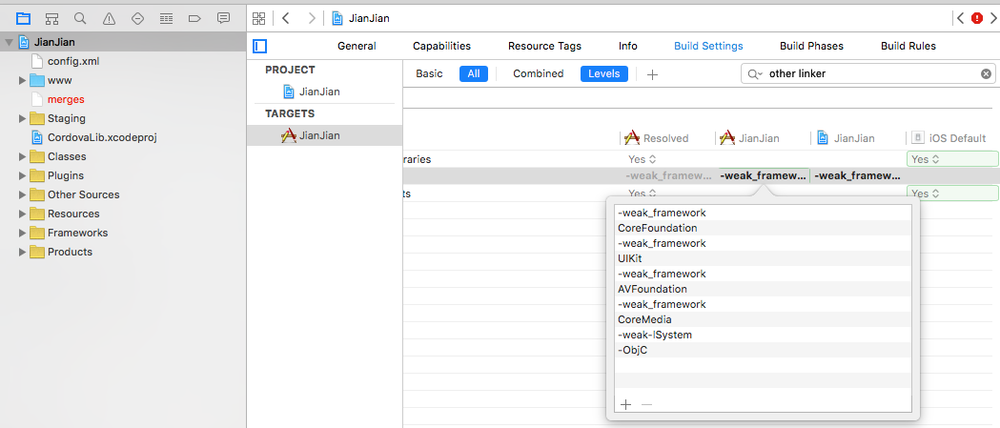 JianJian
General Capabilities Resource Tags Info Build Settings Build Phases Build Rules
Basic All Combined Levels + other linker
JianJian
config.xml
www
merges
Staging
CordovaLib.xcodeproj
Classes
Plugins
Other Sources
Resources
Frameworks
Products
PROJECT
JianJian
TARGETS
JianJian
Resolved JianJian JianJian iOS Default
raries Yes Yes
-weak_framew... -weak_framew... -weak_framew...
ts Yes Yes
-weak_framework
CoreFoundation
-weak_framework
UIKit
-weak_framework
AVFoundation
-weak_framework
CoreMedia
-weak-lSystem
-ObjC